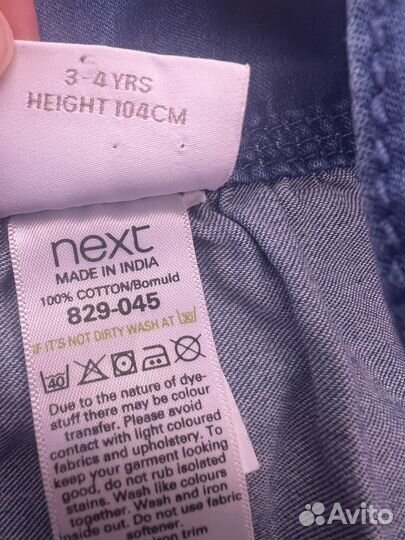 3-4 YRS
HEIGHT 104CM
next
MADE IN INDIA
100% COTTON/Bomuld
829-045
IF IT'S NOT DIRTY WASH AT 30
40
Due to the nature of dye-
stuff there may be colour
transfer. Please avoid
contact with light coloured
fabrics and upholstery. To
keep your garment looking
good, do not rub isolated
stains. Wash like colours
together. Wash and iron
inside out. Do not use fabric
softener.
trim
Avito